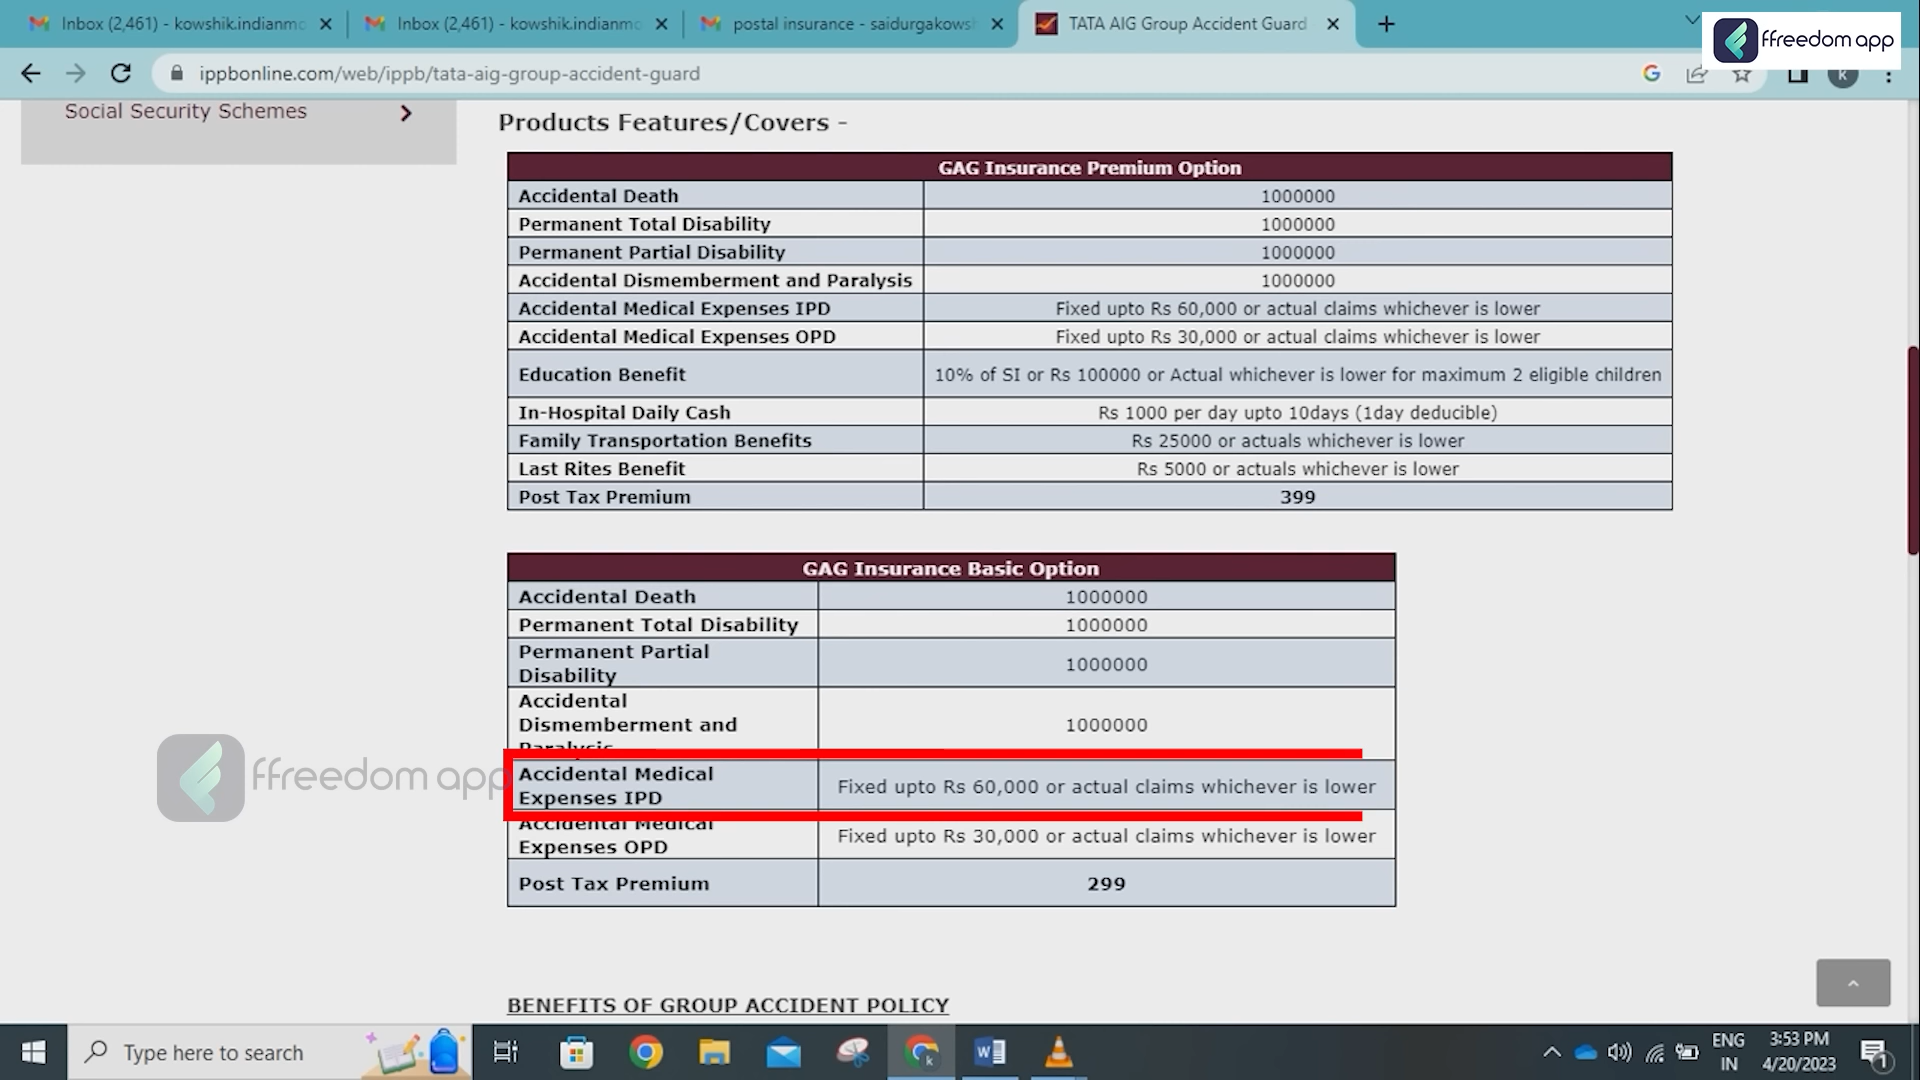 Inbox (2,461) - kowshik.indianmo
Inbox (2,461) - kowshik.indianmo
postal insurance - saidurgakowsh
TATA AIG Group Accident Guard
ffreedom app
ippbonline.com/web/ippb/tata-aig-group-accident-guard
k
Social Security Schemes
Products Features/Covers -
GAG Insurance Premium Option
Accidental Death 1000000
Permanent Total Disability 1000000
Permanent Partial Disability 1000000
Accidental Dismemberment and Paralysis 1000000
Accidental Medical Expenses IPD Fixed upto Rs 60,000 or actual claims whichever is lower
Accidental Medical Expenses OPD Fixed upto Rs 30,000 or actual claims whichever is lower
Education Benefit 10% of SI or Rs 100000 or Actual whichever is lower for maximum 2 eligible children
In-Hospital Daily Cash Rs 1000 per day upto 10days (1day deducible)
Family Transportation Benefits Rs 25000 or actuals whichever is lower
Last Rites Benefit Rs 5000 or actuals whichever is lower
Post Tax Premium 399
GAG Insurance Basic Option
Accidental Death 1000000
Permanent Total Disability 1000000
Permanent Partial
Disability 1000000
Accidental
Dismemberment and 1000000
Paralysis
ffreedom app
Accidental Medical
Expenses IPD Fixed upto Rs 60,000 or actual claims whichever is lower
Accidental Medical
Expenses OPD Fixed upto Rs 30,000 or actual claims whichever is lower
Post Tax Premium 299
BENEFITS OF GROUP ACCIDENT POLICY
Type here to search
ENG
IN
3:53 PM
4/20/2023
1